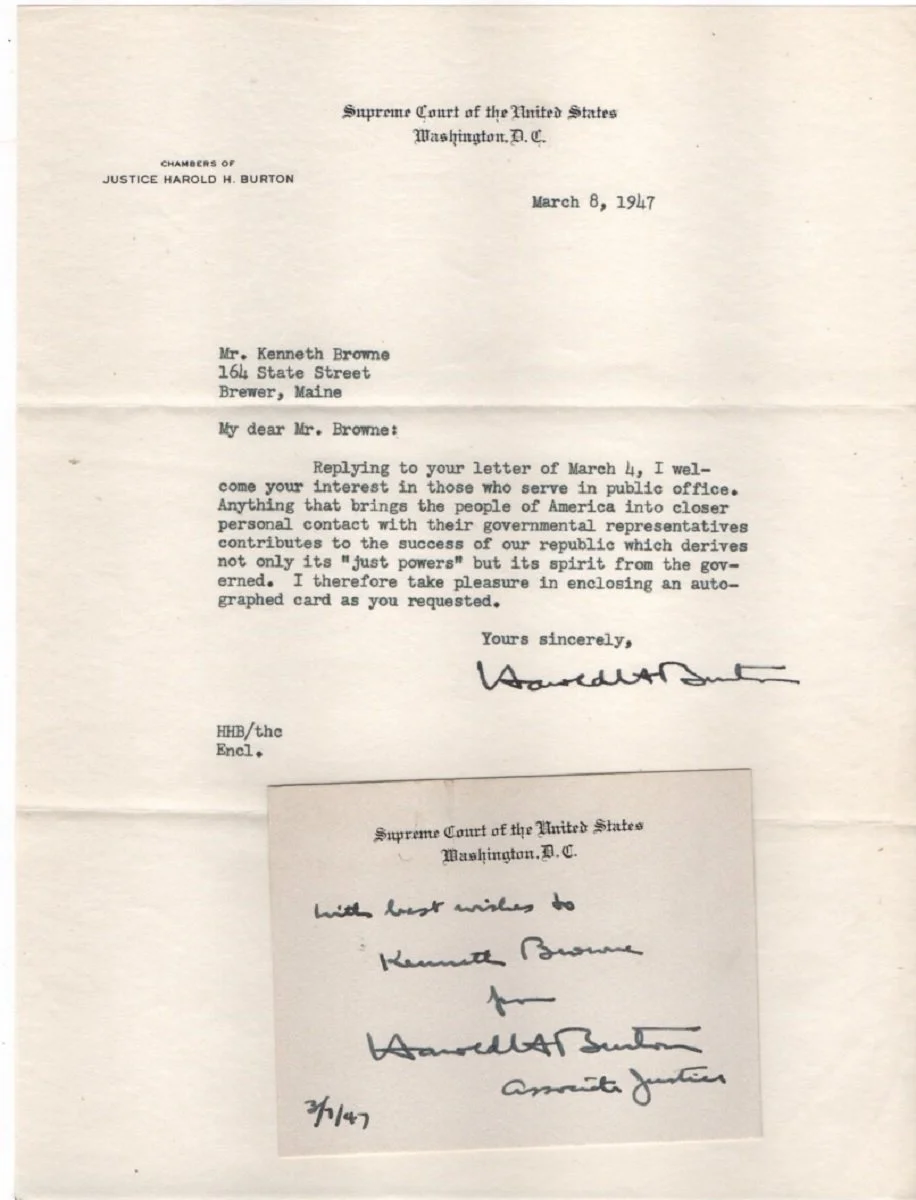 Supreme Court of the United States
Washington, D. C.
CHAMBERS OF
JUSTICE HAROLD H. BURTON
March 8, 1947
Mr. Kenneth Browne
164 State Street
Brewer, Maine
My dear Mr. Browne:
Replying to your letter of March 4, I wel-
come your interest in those who serve in public office.
Anything that brings the people of America into closer
personal contact with their governmental representatives
contributes to the success of our republic which derives
not only its "just powers" but its spirit from the gov-
erned. I therefore take pleasure in enclosing an auto-
graphed card as you requested.
Yours sincerely,
Harold H Burton
HHB/thc
Encl.
Supreme Court of the United States
Washington, D. C.
With best wishes to
Kenneth Browne
from
Harold H Burton
Associate Justice
3/7/47